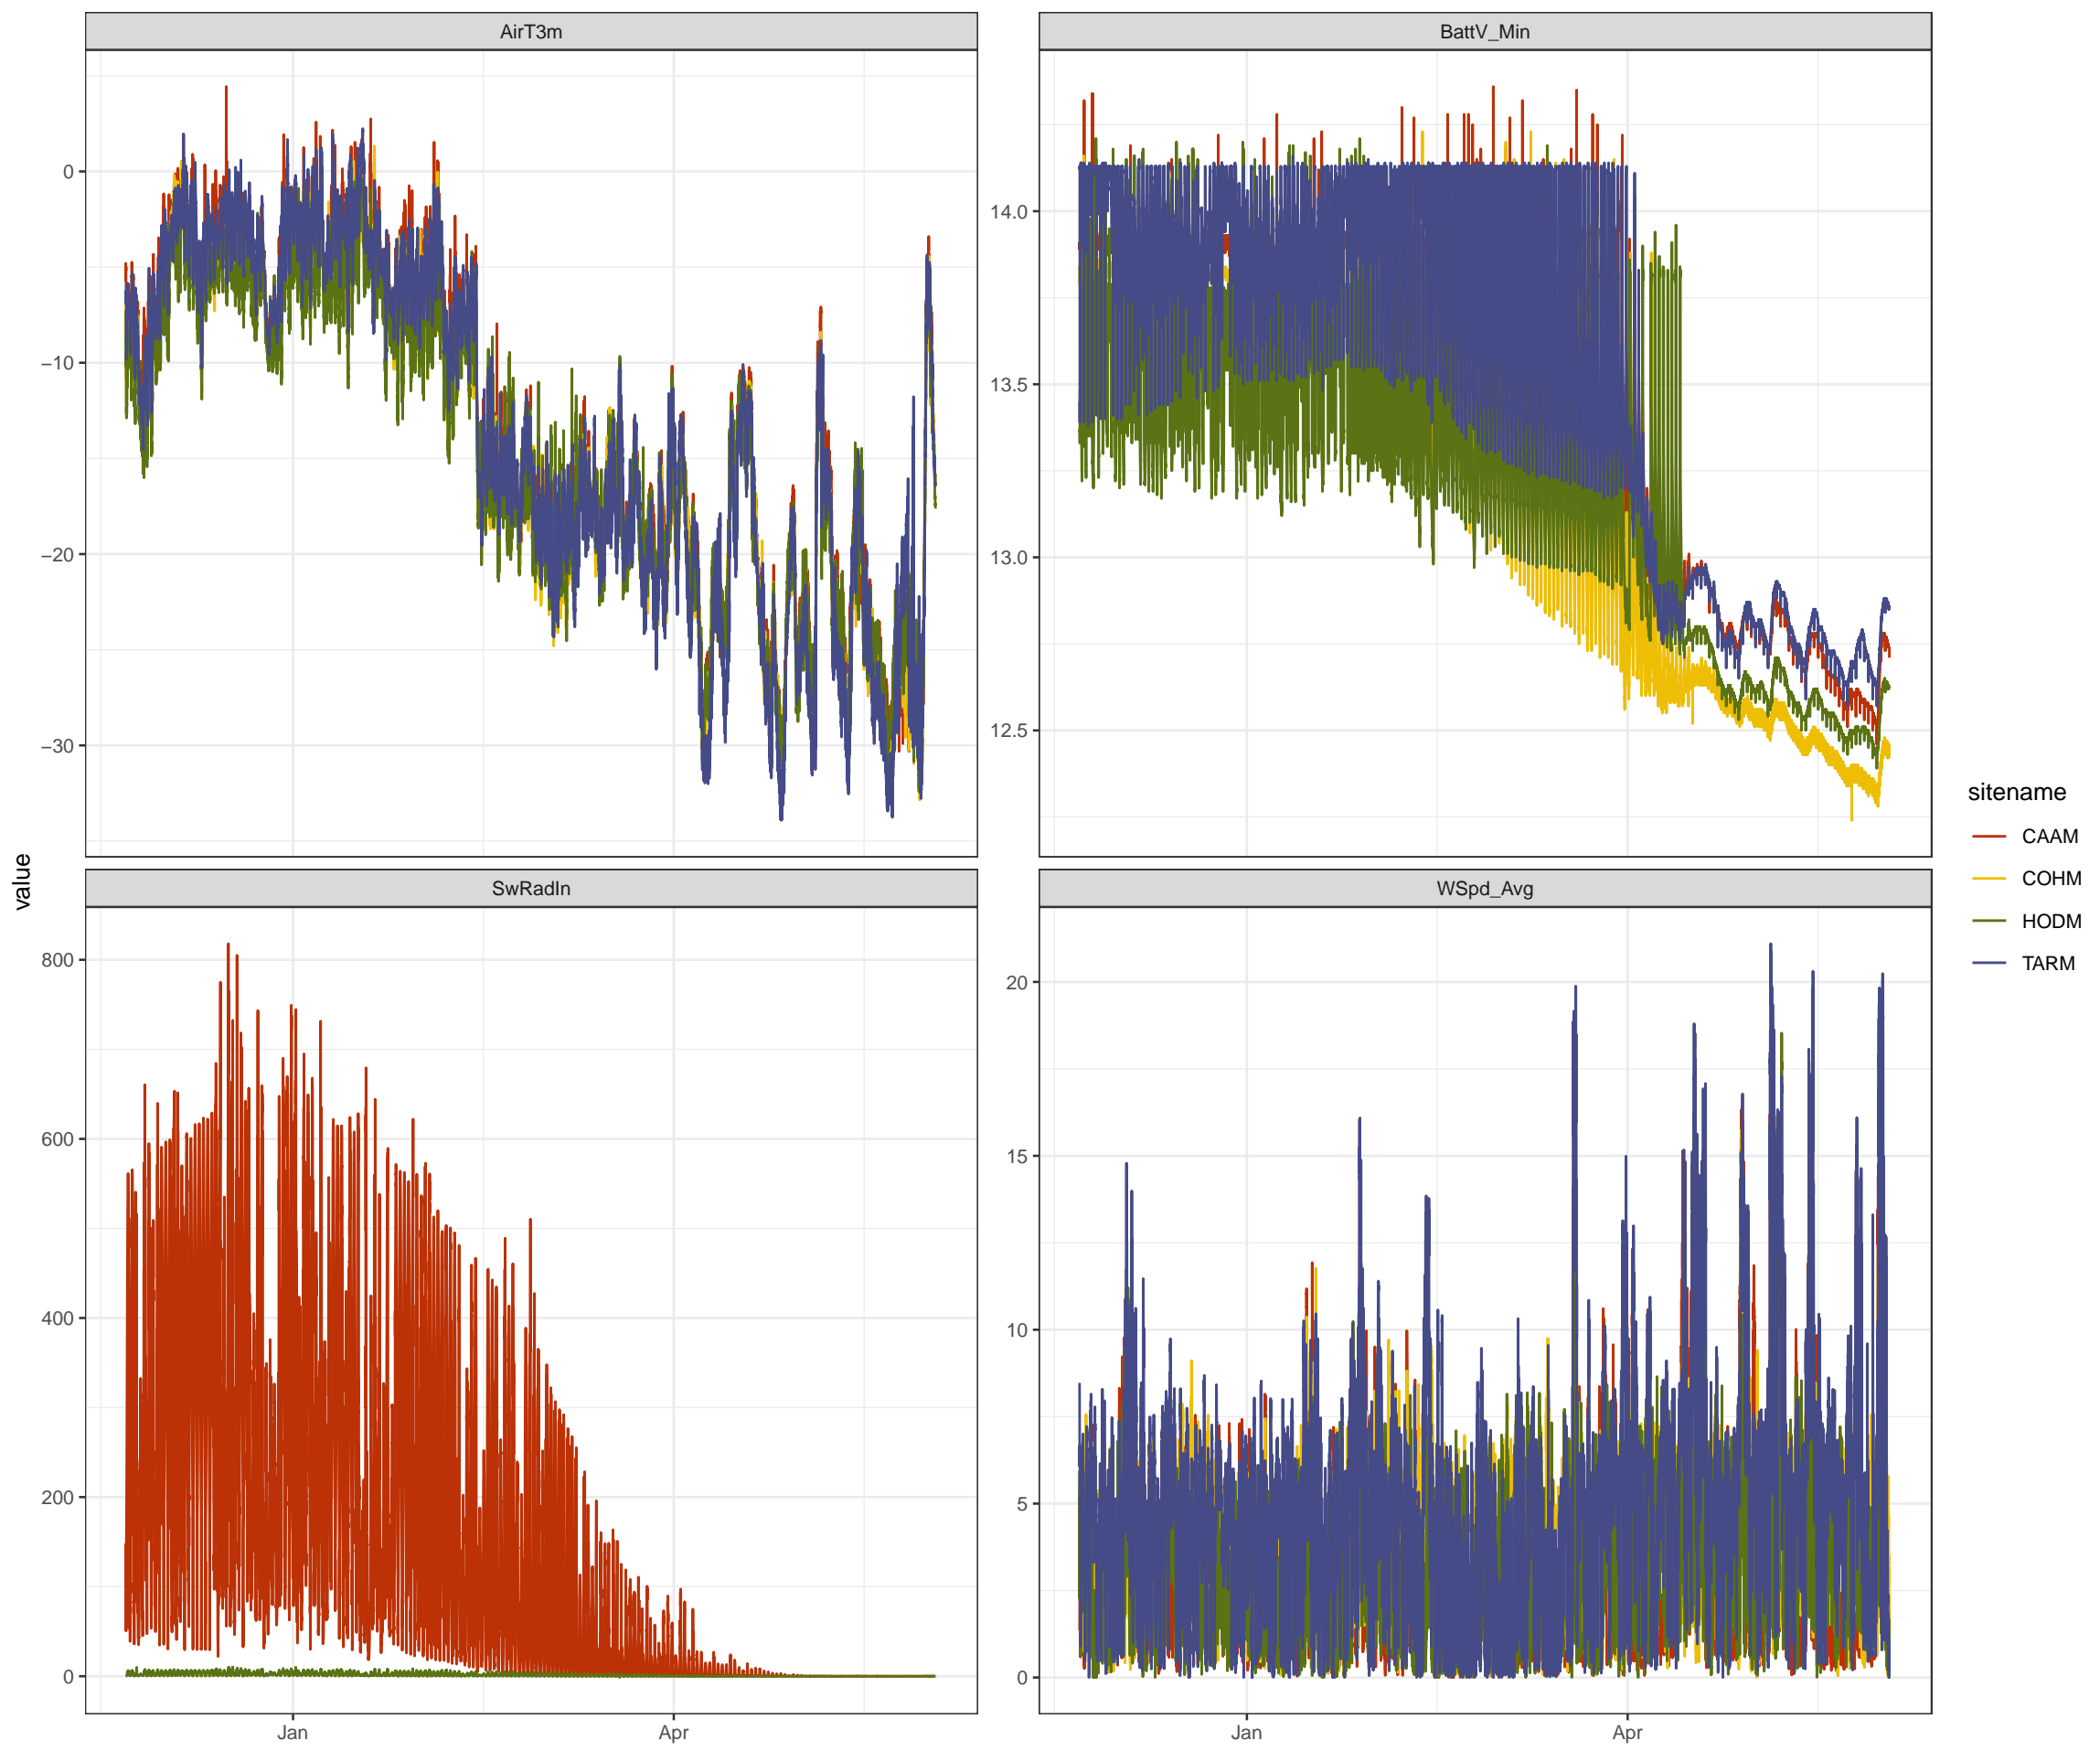 AirT3m
BattV_Min
0
−10
−20
−30
14.0
13.5
13.0
12.5
value
SwRadIn
WSpd_Avg
800
600
400
200
0
20
15
10
5
0
Jan
Apr
Jan
Apr
sitename
CAAM
COHM
HODM
TARM